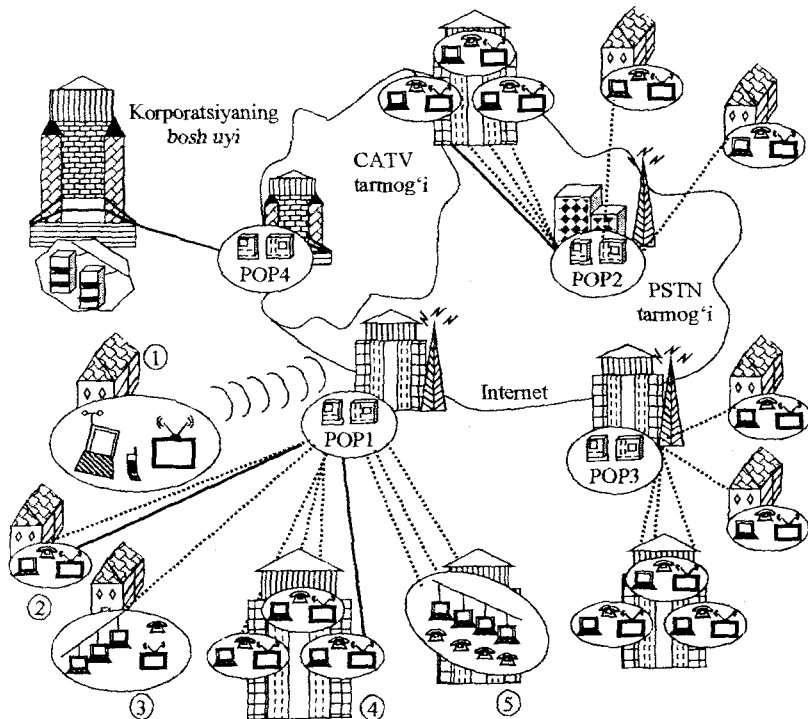 Korporatsiyaning
bosh uyi
CATV
tarmog‘i
POP4
POP2
PSTN
tarmog‘i
①
Internet
POP1
POP3
②
③
④
⑤